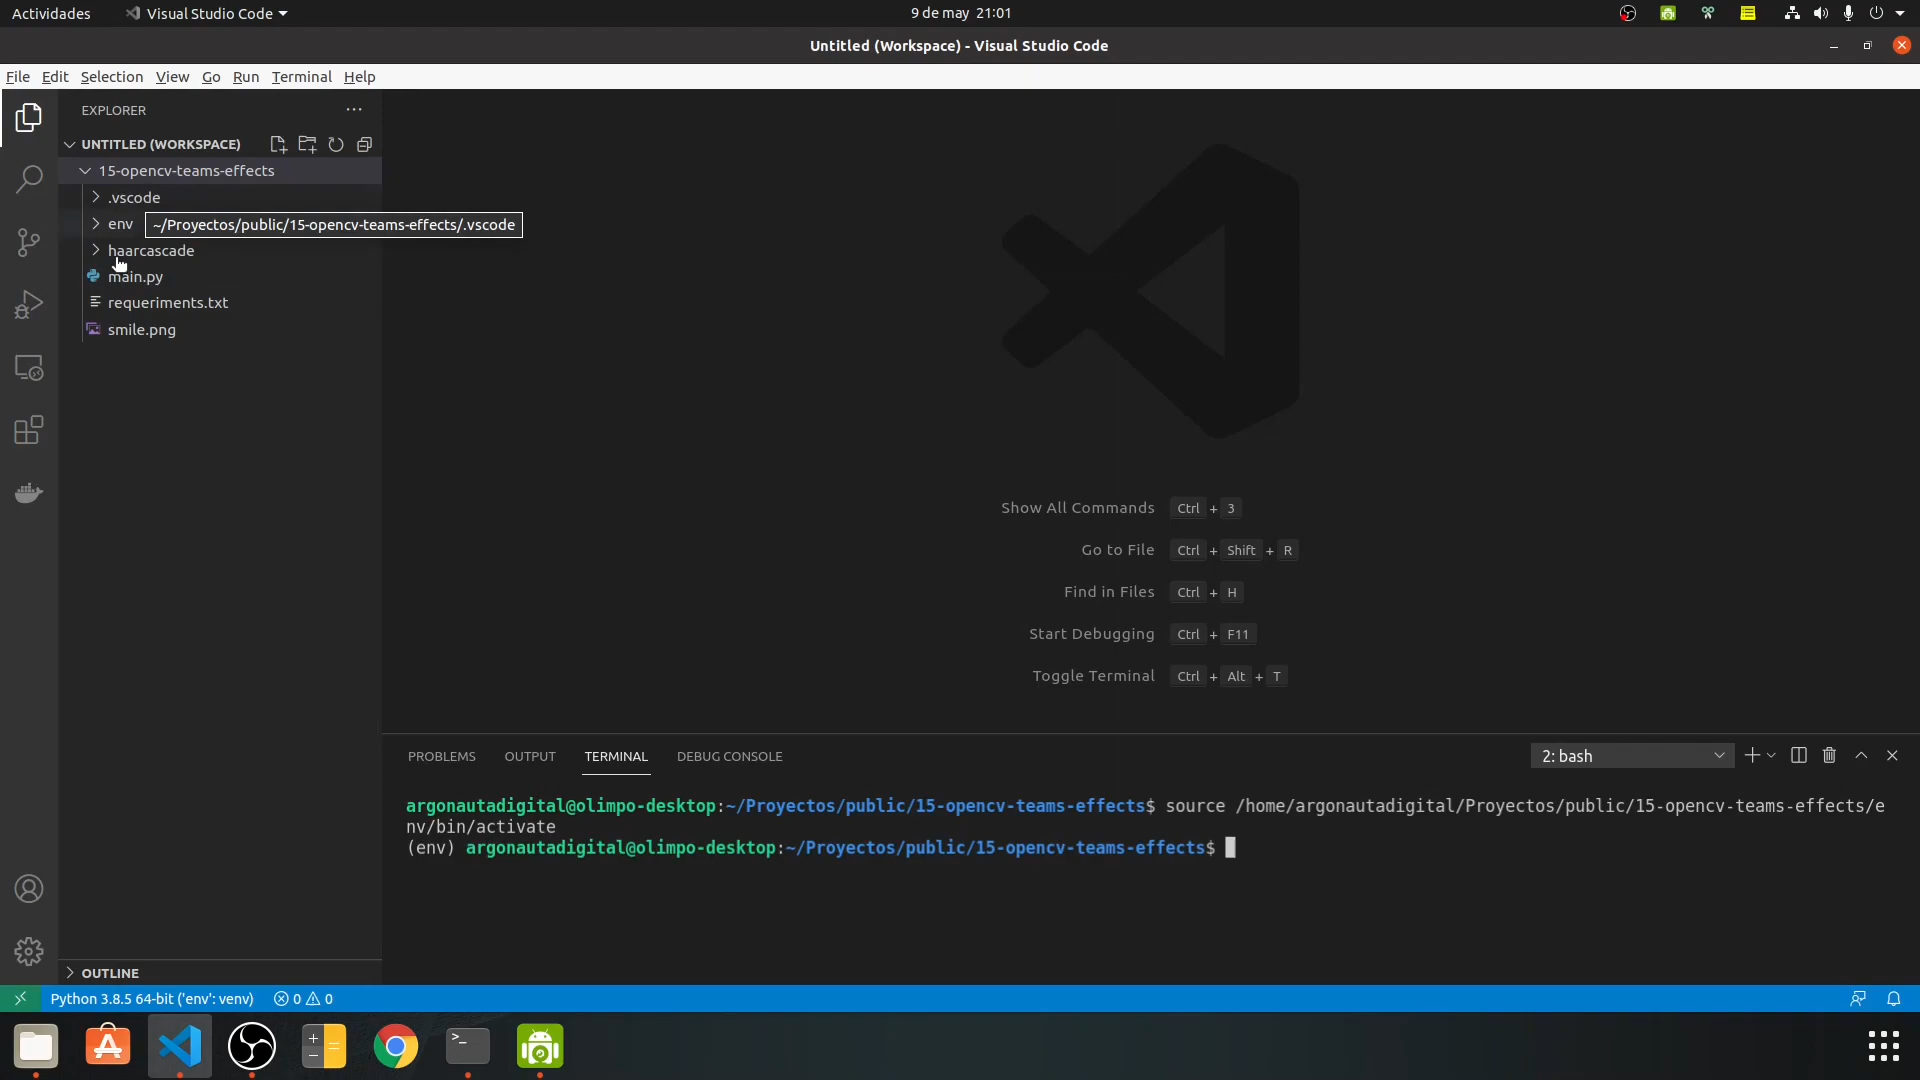 Actividades
Visual Studio Code
9 de may 21:01
Untitled (Workspace) - Visual Studio Code
File Edit Selection View Go Run Terminal Help
EXPLORER
UNTITLED (WORKSPACE)
15-opencv-teams-effects
.vscode
env
~/Proyectos/public/15-opencv-teams-effects/.vscode
haarcascade
main.py
requeriments.txt
smile.png
Show All Commands Ctrl + 3
Go to File Ctrl + Shift + R
Find in Files Ctrl + H
Start Debugging Ctrl + F11
Toggle Terminal Ctrl + Alt + T
PROBLEMS OUTPUT TERMINAL DEBUG CONSOLE
2: bash
argonautadigital@olimpo-desktop:~/Proyectos/public/15-opencv-teams-effects$ source /home/argonautadigital/Proyectos/public/15-opencv-teams-effects/e
nv/bin/activate
(env) argonautadigital@olimpo-desktop:~/Proyectos/public/15-opencv-teams-effects$
OUTLINE
Python 3.8.5 64-bit ('env': venv) 0 0